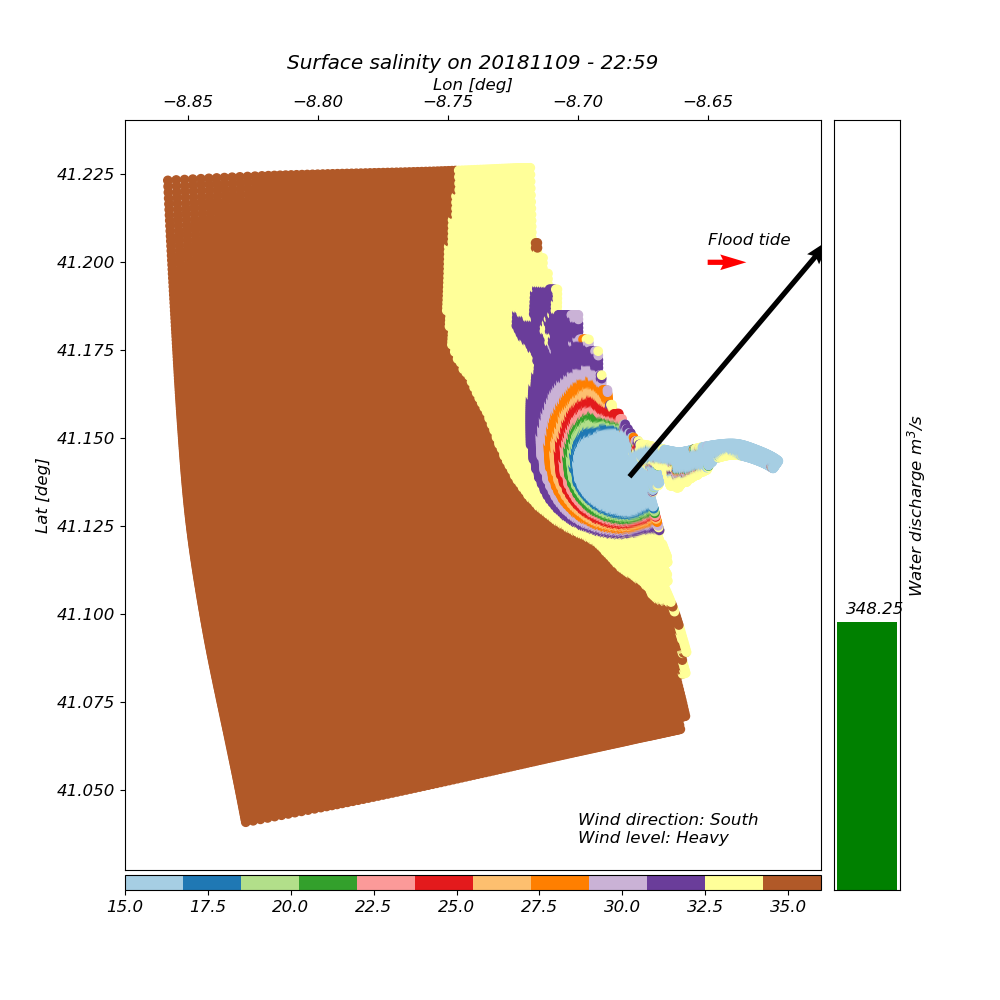 Surface salinity on 20181109 - 22:59
Lon [deg]
−8.85 −8.80 −8.75 −8.70 −8.65
41.225
41.200
41.175
41.150
41.125
41.100
41.075
41.050
Lat [deg]
Flood tide
Wind direction: South
Wind level: Heavy
348.25
Water discharge m³/s
15.0 17.5 20.0 22.5 25.0 27.5 30.0 32.5 35.0